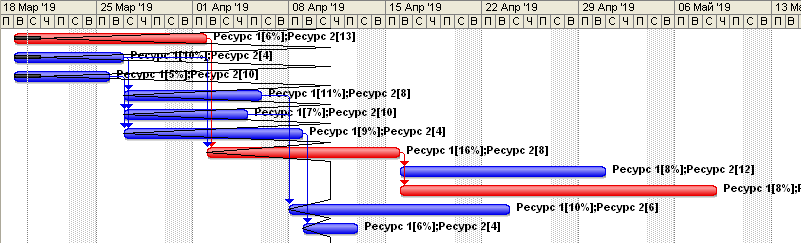 18 Мар '19 25 Мар '19 01 Апр '19 08 Апр '19 15 Апр '19 22 Апр '19 29 Апр '19 06 Май '19 13 М
П В С Ч П С В П В С Ч П С В П В С Ч П С В П В С Ч П С В П В С Ч П С В П В С Ч П С В П В С Ч П С В П В С Ч П С В П В
Ресурс 1[6%];Ресурс 2[13]
Ресурс 1[10%];Ресурс 2[4]
Ресурс 1[5%];Ресурс 2[10]
Ресурс 1[11%];Ресурс 2[8]
Ресурс 1[7%];Ресурс 2[10]
Ресурс 1[9%];Ресурс 2[4]
Ресурс 1[16%];Ресурс 2[8]
Ресурс 1[8%];Ресурс 2[12]
Ресурс 1[8%];Р
Ресурс 1[10%];Ресурс 2[6]
Ресурс 1[6%];Ресурс 2[4]